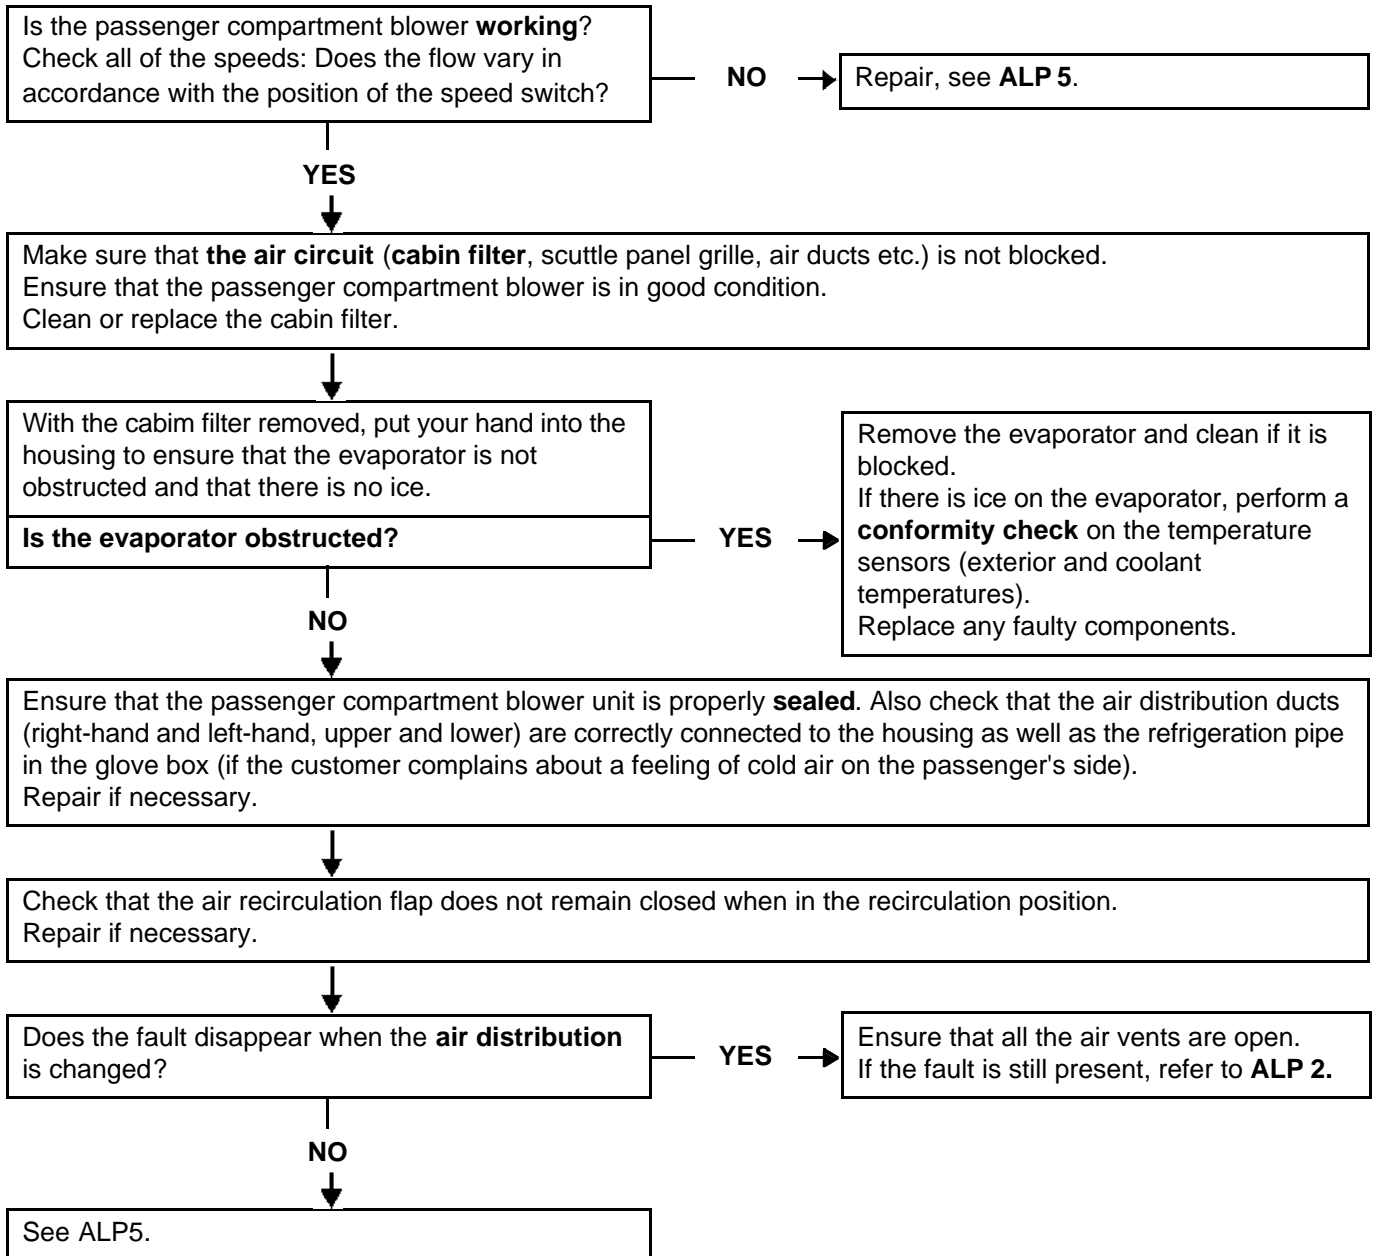 Is the passenger compartment blower working?
Check all of the speeds: Does the flow vary in
accordance with the position of the speed switch?
NO
Repair, see ALP 5.
YES
Make sure that the air circuit (cabin filter, scuttle panel grille, air ducts etc.) is not blocked.
Ensure that the passenger compartment blower is in good condition.
Clean or replace the cabin filter.
With the cabim filter removed, put your hand into the
housing to ensure that the evaporator is not
obstructed and that there is no ice.
Is the evaporator obstructed?
YES
Remove the evaporator and clean if it is
blocked.
If there is ice on the evaporator, perform a
conformity check on the temperature
sensors (exterior and coolant
temperatures).
Replace any faulty components.
NO
Ensure that the passenger compartment blower unit is properly sealed. Also check that the air distribution ducts
(right-hand and left-hand, upper and lower) are correctly connected to the housing as well as the refrigeration pipe
in the glove box (if the customer complains about a feeling of cold air on the passenger's side).
Repair if necessary.
Check that the air recirculation flap does not remain closed when in the recirculation position.
Repair if necessary.
Does the fault disappear when the air distribution
is changed?
YES
Ensure that all the air vents are open.
If the fault is still present, refer to ALP 2.
NO
See ALP5.